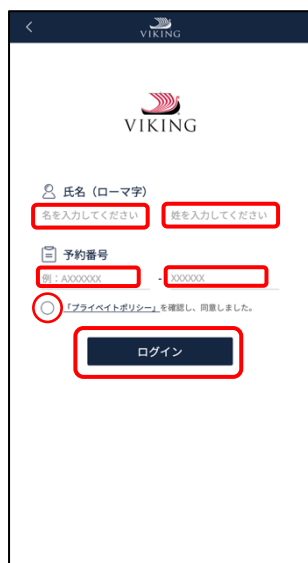 VIKING
VIKING
氏名（ローマ字）
名を入力してください 姓を入力してください
予約番号
例：AXXXXXX - XXXXXX
「プライベイトポリシー」を確認し、同意しました。
ログイン